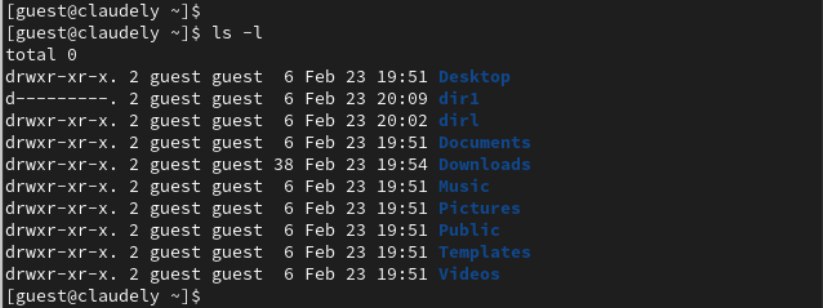 [guest@claudely ~]$
[guest@claudely ~]$ ls -l
total 0
drwxr-xr-x. 2 guest guest  6 Feb 23 19:51 Desktop
d---------. 2 guest guest  6 Feb 23 20:09 dir1
drwxr-xr-x. 2 guest guest  6 Feb 23 20:02 dirl
drwxr-xr-x. 2 guest guest  6 Feb 23 19:51 Documents
drwxr-xr-x. 2 guest guest 38 Feb 23 19:54 Downloads
drwxr-xr-x. 2 guest guest  6 Feb 23 19:51 Music
drwxr-xr-x. 2 guest guest  6 Feb 23 19:51 Pictures
drwxr-xr-x. 2 guest guest  6 Feb 23 19:51 Public
drwxr-xr-x. 2 guest guest  6 Feb 23 19:51 Templates
drwxr-xr-x. 2 guest guest  6 Feb 23 19:51 Videos
[guest@claudely ~]$